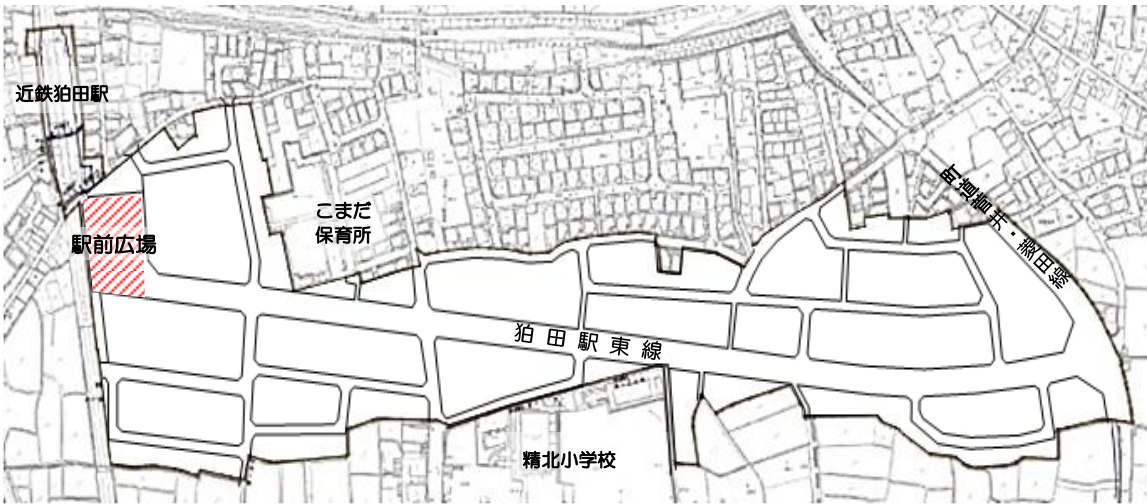 近鉄狛田駅
こまだ
保育所
駅前広場
町道菅井・菱田線
狛田駅東線
精北小学校